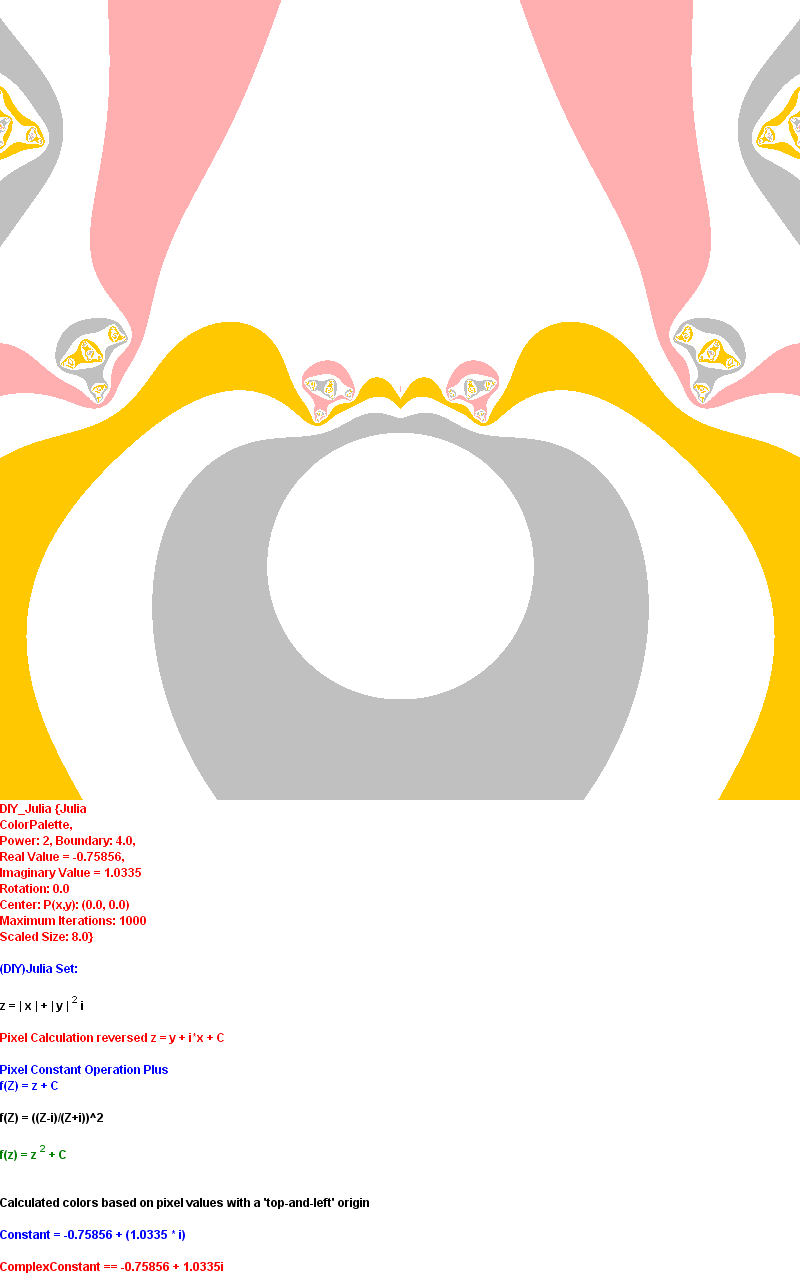 DIY_Julia {Julia
ColorPalette,
Power: 2, Boundary: 4.0,
Real Value = -0.75856,
Imaginary Value = 1.0335
Rotation: 0.0
Center: P(x,y): (0.0, 0.0)
Maximum Iterations: 1000
Scaled Size: 8.0}
(DIY)Julia Set:
z = | x | + | y | ² i
Pixel Calculation reversed z = y + i*x + C
Pixel Constant Operation Plus
f(Z) = z + C
f(Z) = ((Z-i)/(Z+i))^2
f(z) = z ² + C
Calculated colors based on pixel values with a 'top-and-left' origin
Constant = -0.75856 + (1.0335 * i)
ComplexConstant == -0.75856 + 1.0335i